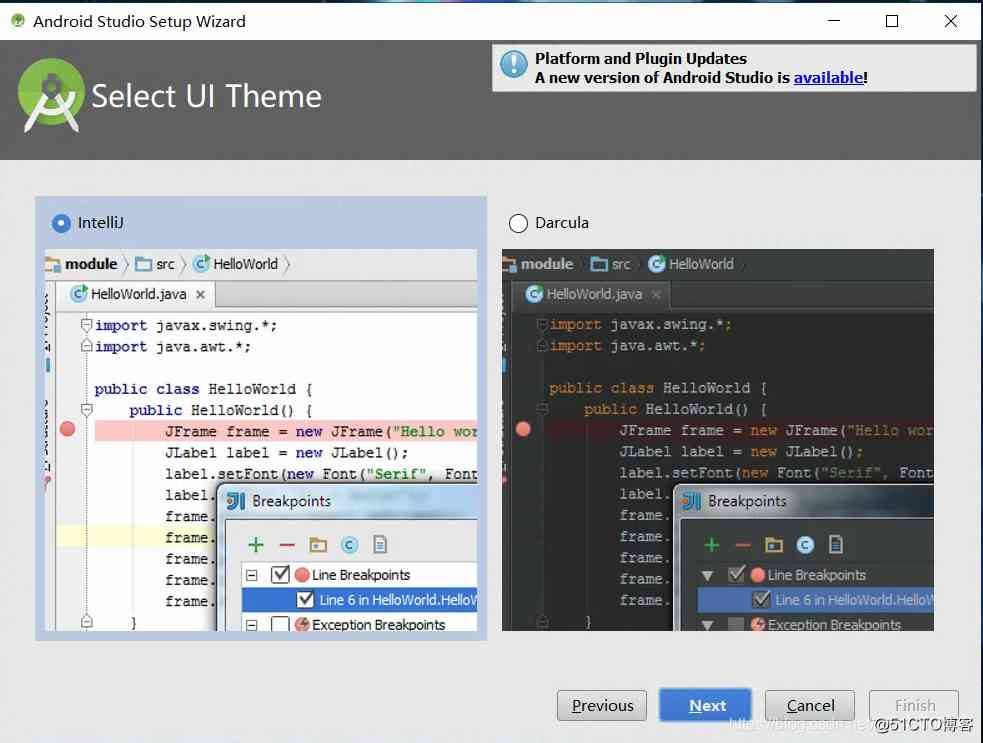 Android Studio Setup Wizard
Select UI Theme
Platform and Plugin Updates
A new version of Android Studio is available!
IntelliJ
module src HelloWorld
HelloWorld.java
import javax.swing.*;
import java.awt.*;
public class HelloWorld {
public HelloWorld() {
JFrame frame = new JFrame("Hello wor
JLabel label = new JLabel();
label.setFont(new Font("Serif", Font
label.
frame.
frame.
frame.
frame.
frame.
}
Breakpoints
Line Breakpoints
Line 6 in HelloWorld.HelloW
Exception Breakpoints
Darcula
module src HelloWorld
HelloWorld.java
import javax.swing.*;
import java.awt.*;
public class HelloWorld {
public HelloWorld() {
JFrame frame = new JFrame("Hello wor
JLabel label = new JLabel();
label.setFont(new Font("Serif", Font
label.
frame.
frame.
frame.
frame.
frame.
}
Breakpoints
Line Breakpoints
Line 6 in HelloWorld.HelloW
Exception Breakpoints
Previous Next Cancel Finish
@51CTO博客